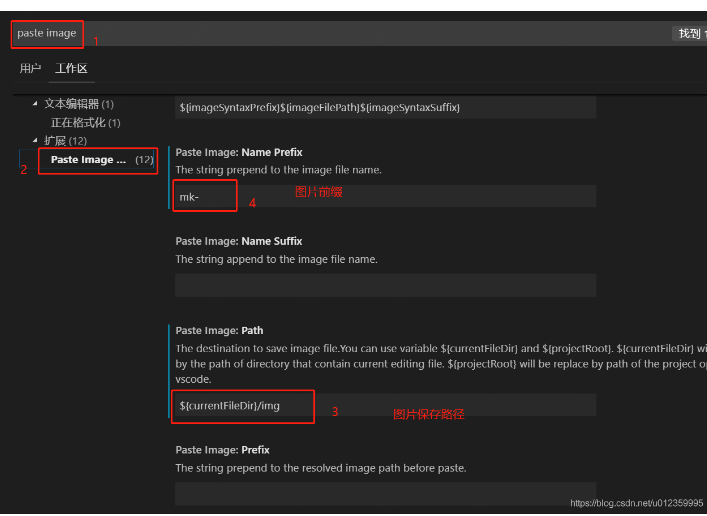 paste image
1
找到 1
用户 工作区
文本编辑器 (1)
正在格式化 (1)
扩展 (12)
Paste Image ... (12)
2
${imageSyntaxPrefix}${imageFilePath}${imageSyntaxSuffix}
Paste Image: Name Prefix
The string prepend to the image file name.
mk-
4
图片前缀
Paste Image: Name Suffix
The string append to the image file name.
Paste Image: Path
The destination to save image file.You can use variable ${currentFileDir} and ${projectRoot}. ${currentFileDir} wi
by the path of directory that contain current editing file. ${projectRoot} will be replace by path of the project op
vscode.
${currentFileDir}/img
3
图片保存路径
Paste Image: Prefix
The string prepend to the resolved image path before paste.
https://blog.csdn.net/u012359995